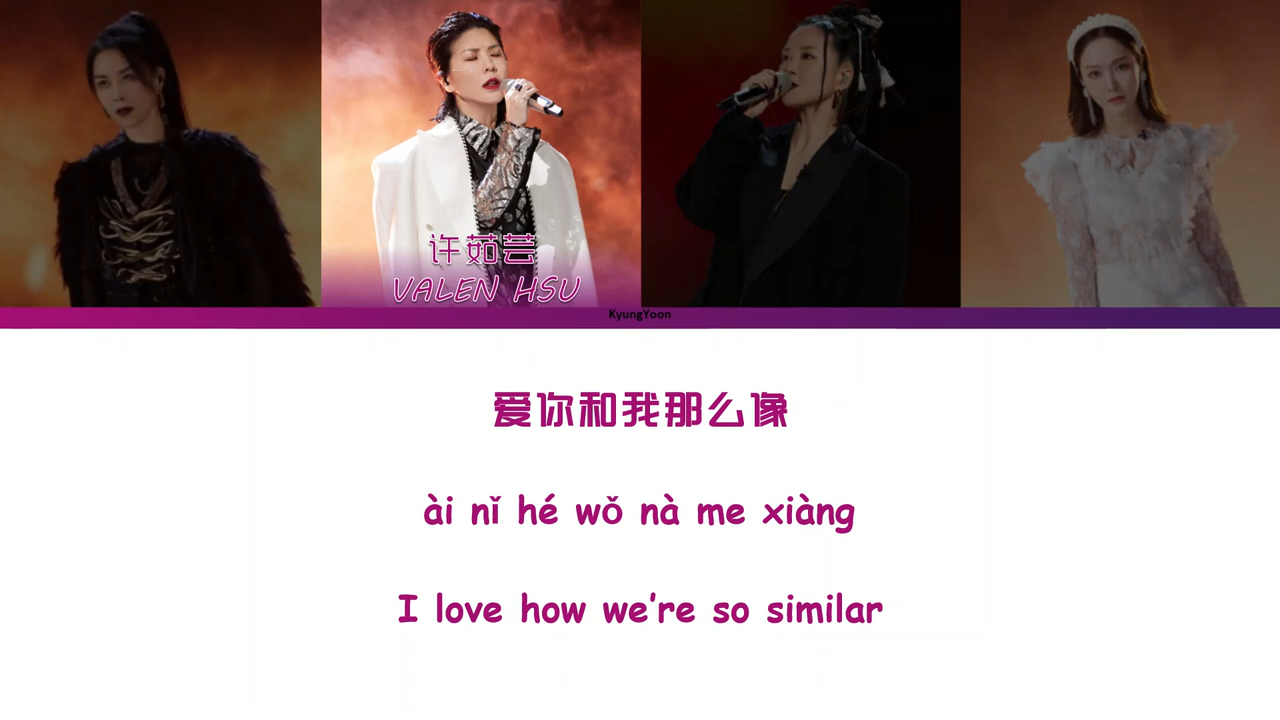 许茹芸
VALEN HSU
KyungYoon
爱你和我那么像
ài nǐ hé wǒ nà me xiàng
I love how we're so similar